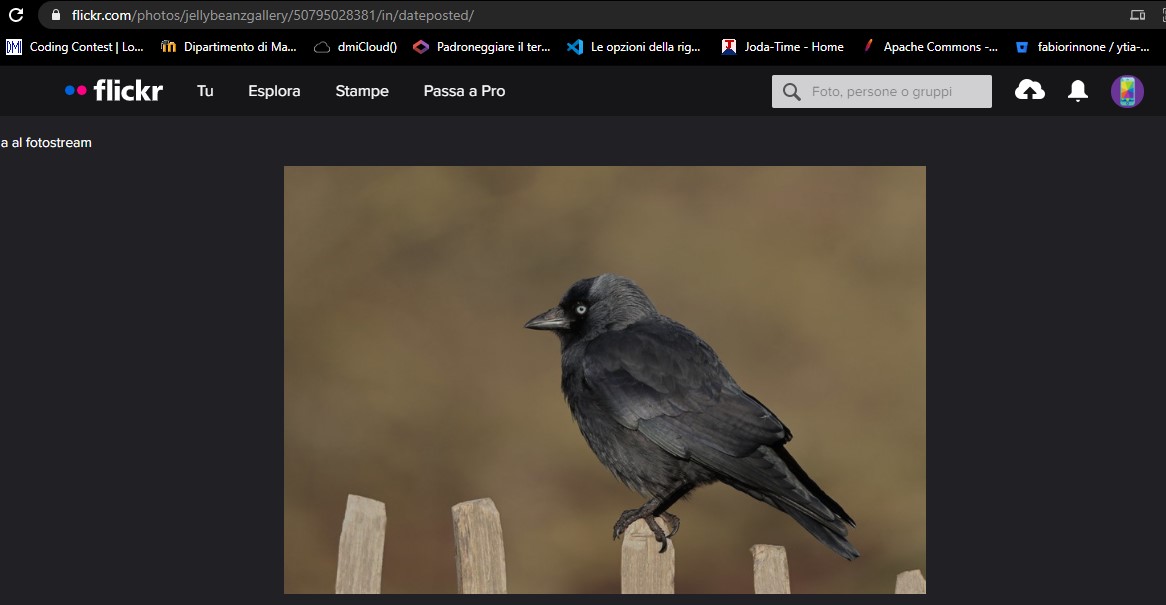 flickr.com/photos/jellybeanzgallery/50795028381/in/dateposted/
DMI Coding Contest | Lo... Dipartimento di Ma... dmiCloud() Padroneggiare il ter... Le opzioni della rig... Joda-Time - Home Apache Commons -... fabiorinnone / ytia-...
flickr Tu Esplora Stampe Passa a Pro Foto, persone o gruppi
a al fotostream